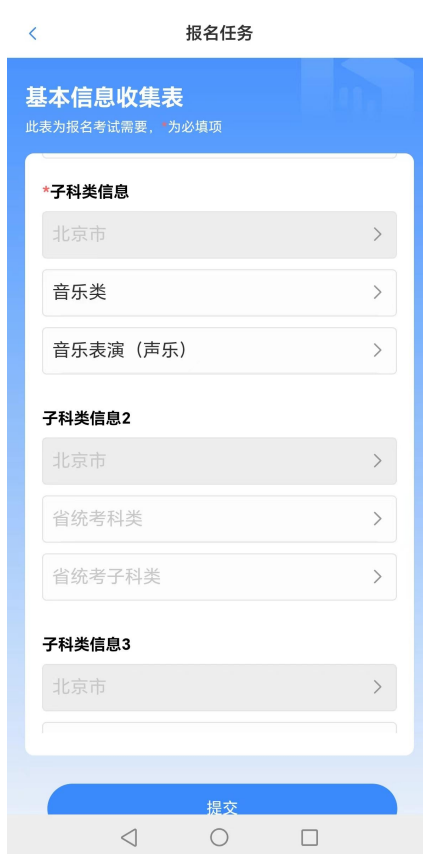 报名任务
基本信息收集表
此表为报名考试需要，*为必填项
*子科类信息
北京市
音乐类
音乐表演（声乐）
子科类信息2
北京市
省统考科类
省统考子科类
子科类信息3
北京市
提交